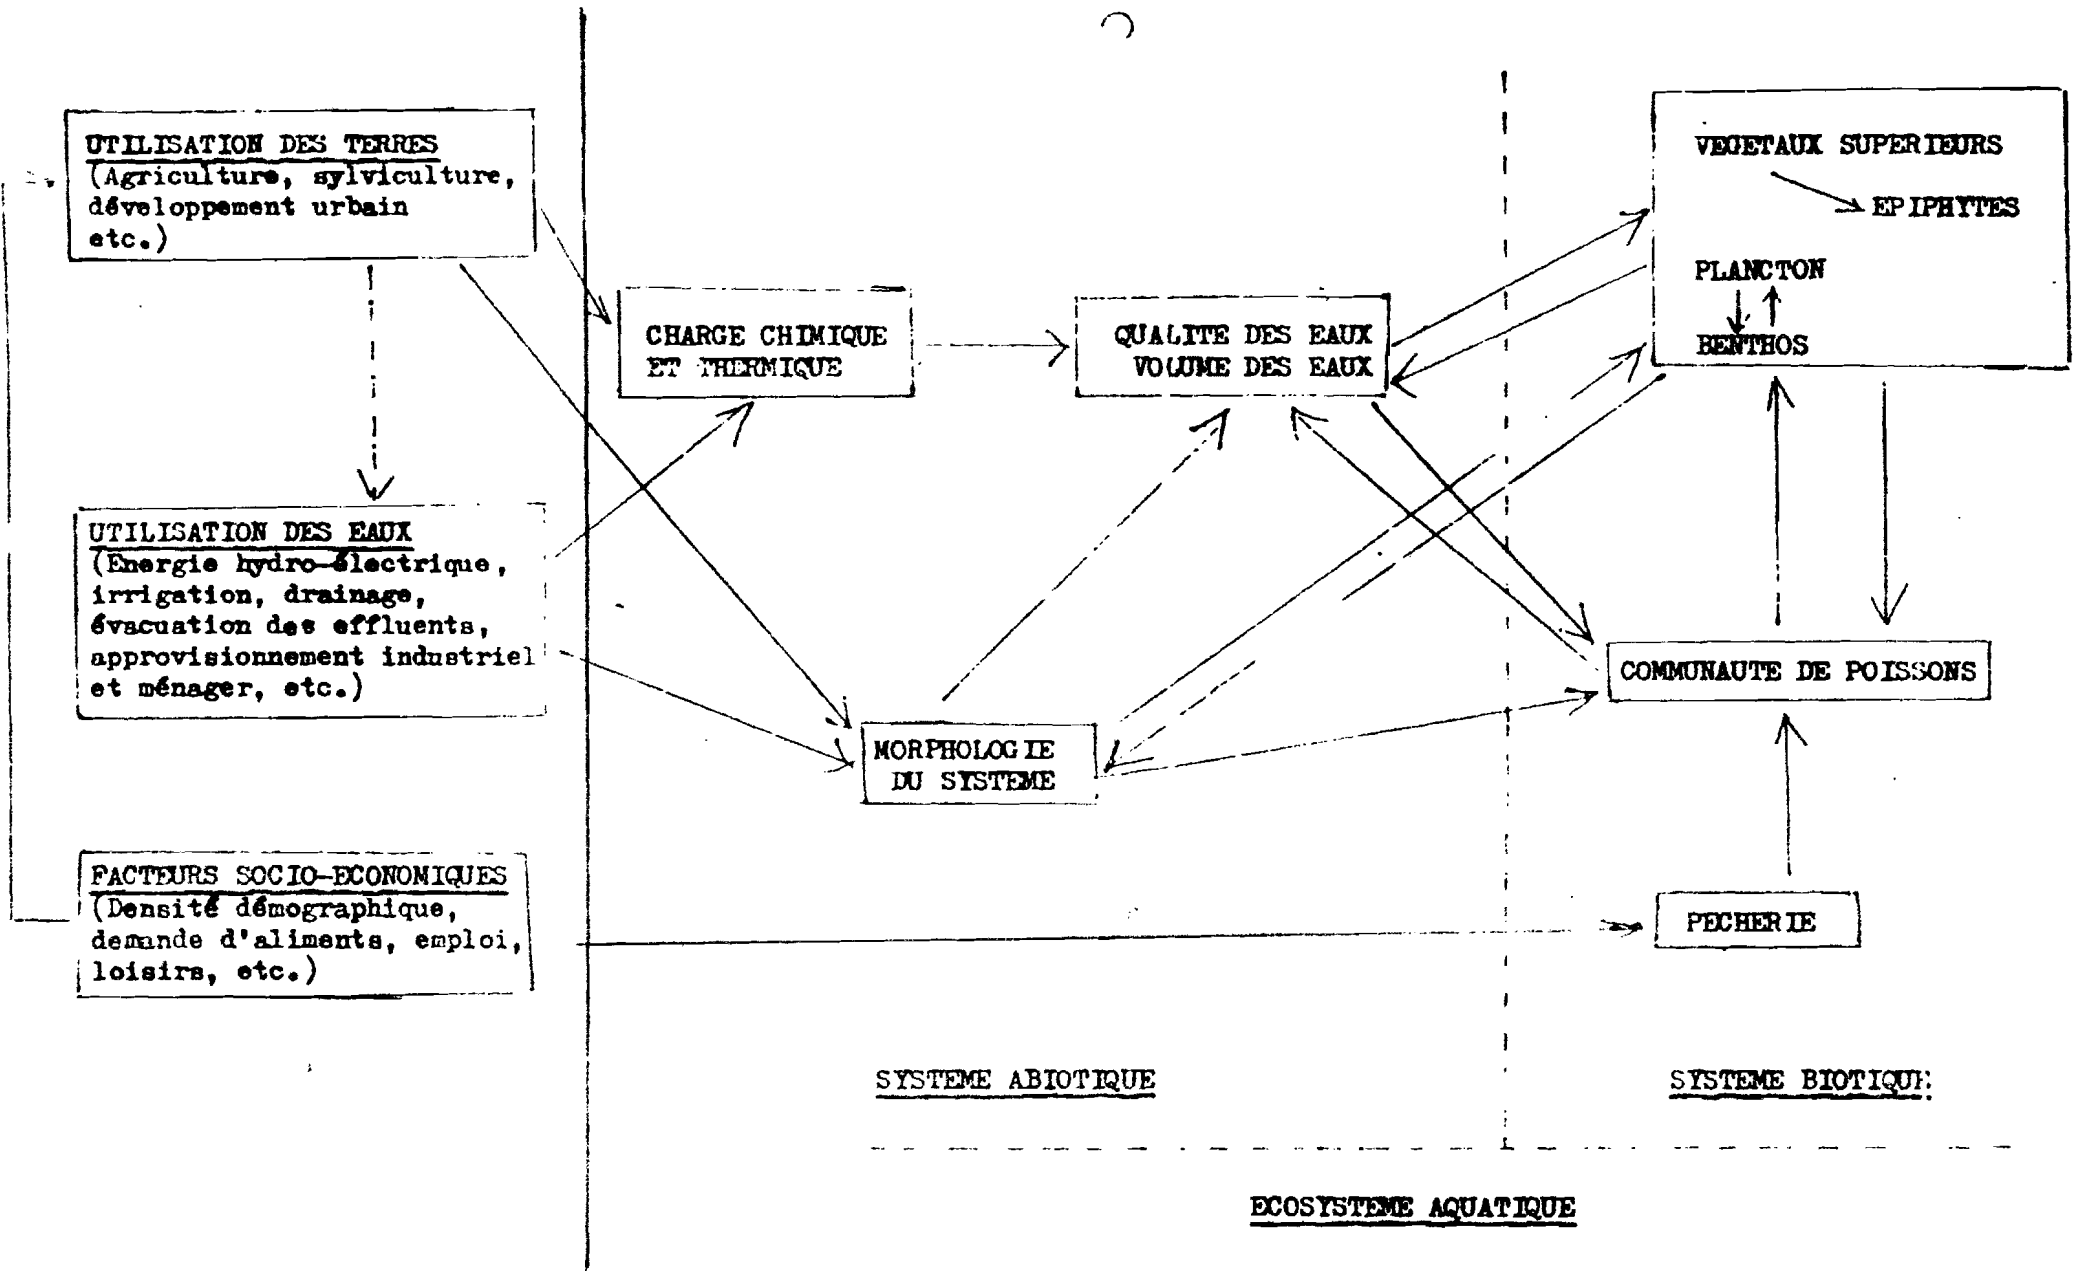 UTILISATION DES TERRES
(Agriculture, sylviculture,
développement urbain
etc.)
UTILISATION DES EAUX
(Energie hydro-électrique,
irrigation, drainage,
évacuation des effluents,
approvisionnement industriel
et ménager, etc.)
FACTEURS SOCIO-ECONOMIQUES
(Densité démographique,
demande d'aliments, emploi,
loisirs, etc.)
CHARGE CHIMIQUE
ET THERMIQUE
QUALITE DES EAUX
VOLUME DES EAUX
MORPHOLOGIE
DU SYSTEME
VEGETAUX SUPERIEURS
EPIPHYTES
PLANCTON
BENTHOS
COMMUNAUTE DE POISSONS
PECHERIE
SYSTEME ABIOTIQUE
SYSTEME BIOTIQUE
ECOSYSTEME AQUATIQUE